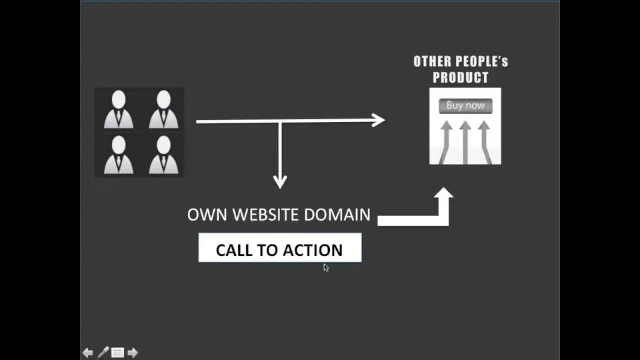 OTHER PEOPLE's
PRODUCT
Buy now
OWN WEBSITE DOMAIN
CALL TO ACTION